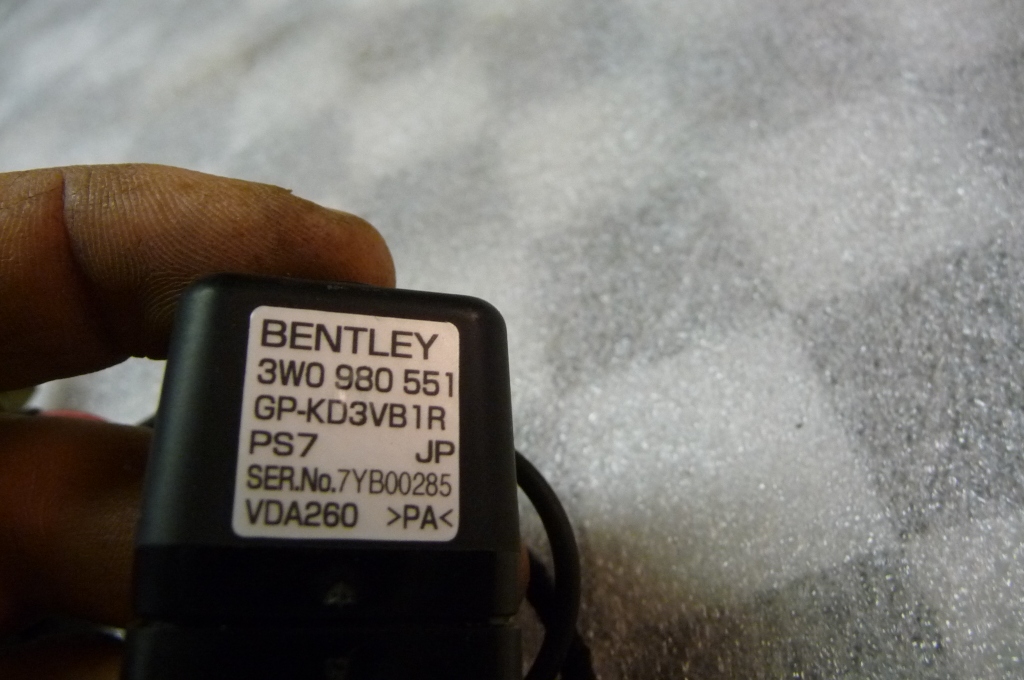 BENTLEY
3W0 980 551
GP-KD3VB1R
PS7 JP
SER.No.7YB00285
VDA260 >PA<